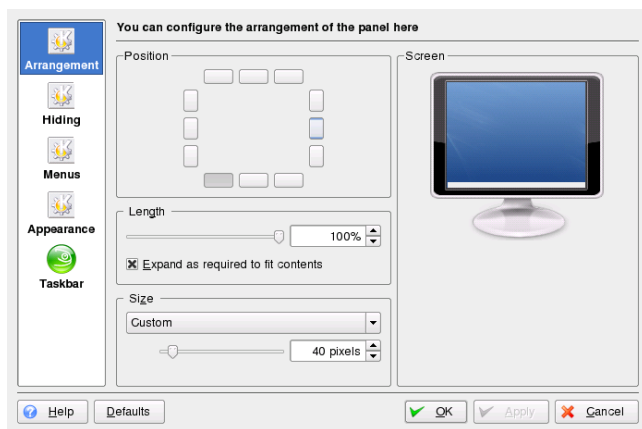 You can configure the arrangement of the panel here
Arrangement
Hiding
Menus
Appearance
Taskbar
Position
Screen
Length
100%
Expand as required to fit contents
Size
Custom
40 pixels
Help
Defaults
OK
Apply
Cancel